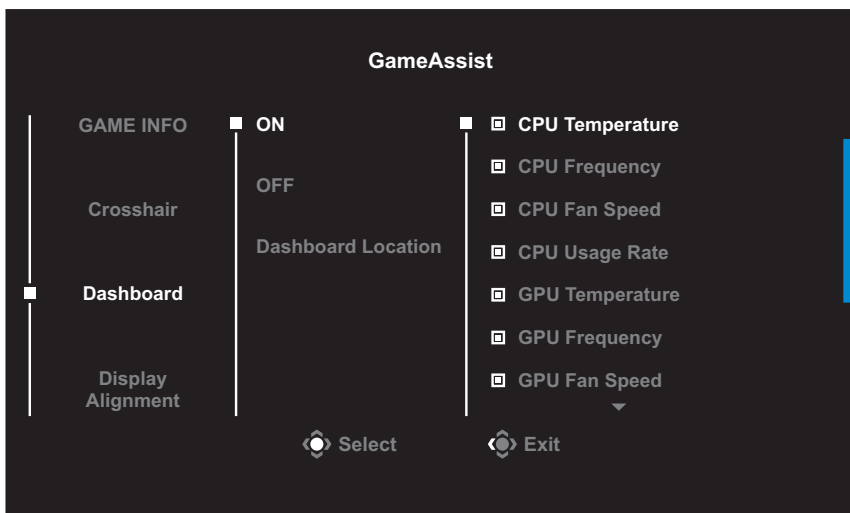 GameAssist
GAME INFO
Crosshair
Dashboard
Display
Alignment
ON
OFF
Dashboard Location
CPU Temperature
CPU Frequency
CPU Fan Speed
CPU Usage Rate
GPU Temperature
GPU Frequency
GPU Fan Speed
Select
Exit